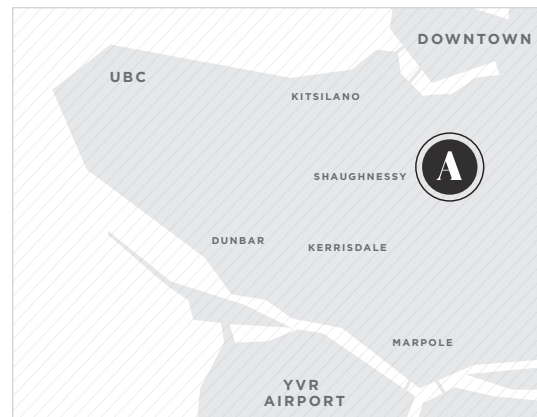 DOWNTOWN
UBC
KITSILANO
A
SHAUGHNESSY
DUNBAR
KERRISDALE
MARPOLE
YVR
AIRPORT